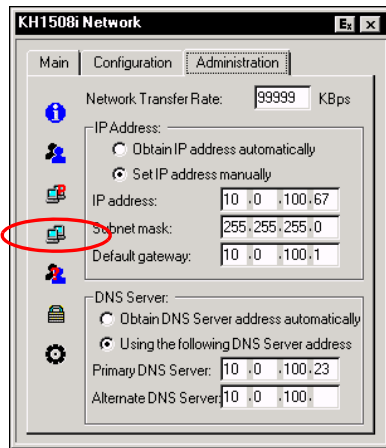 KH1508i Network Ex x
Main Configuration Administration
Network Transfer Rate: 99999 KBps
IP Address:
Obtain IP address automatically
Set IP address manually
IP address: 10 .0 .100.67
Subnet mask: 255.255.255.0
Default gateway: 10 .0 .100.1
DNS Server:
Obtain DNS Server address automatically
Using the following DNS Server address
Primary DNS Server: 10 .0 .100.23
Alternate DNS Server: 10 .0 .100.